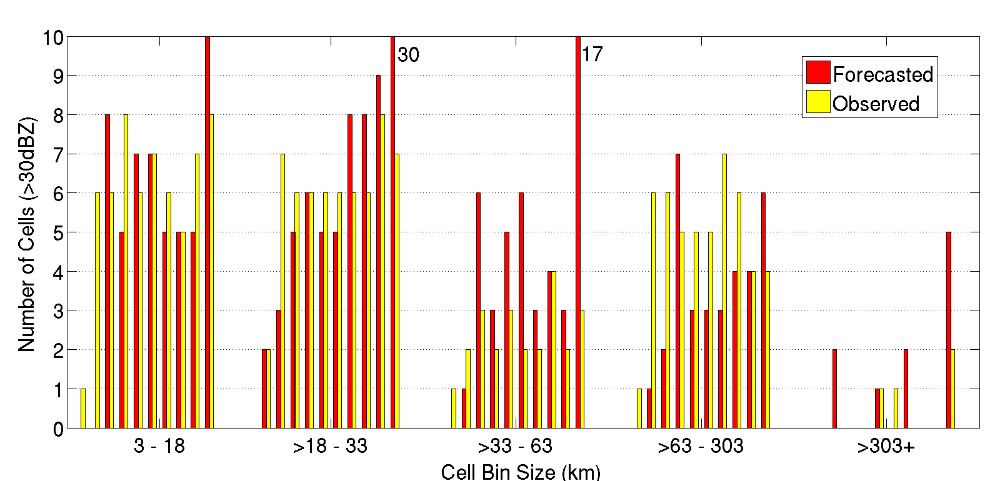 10
30
17
9
8
7
6
5
4
3
2
1
0
Number of Cells (>30dBZ)
Forecasted
Observed
3 - 18
>18 - 33
>33 - 63
>63 - 303
>303+
Cell Bin Size (km)